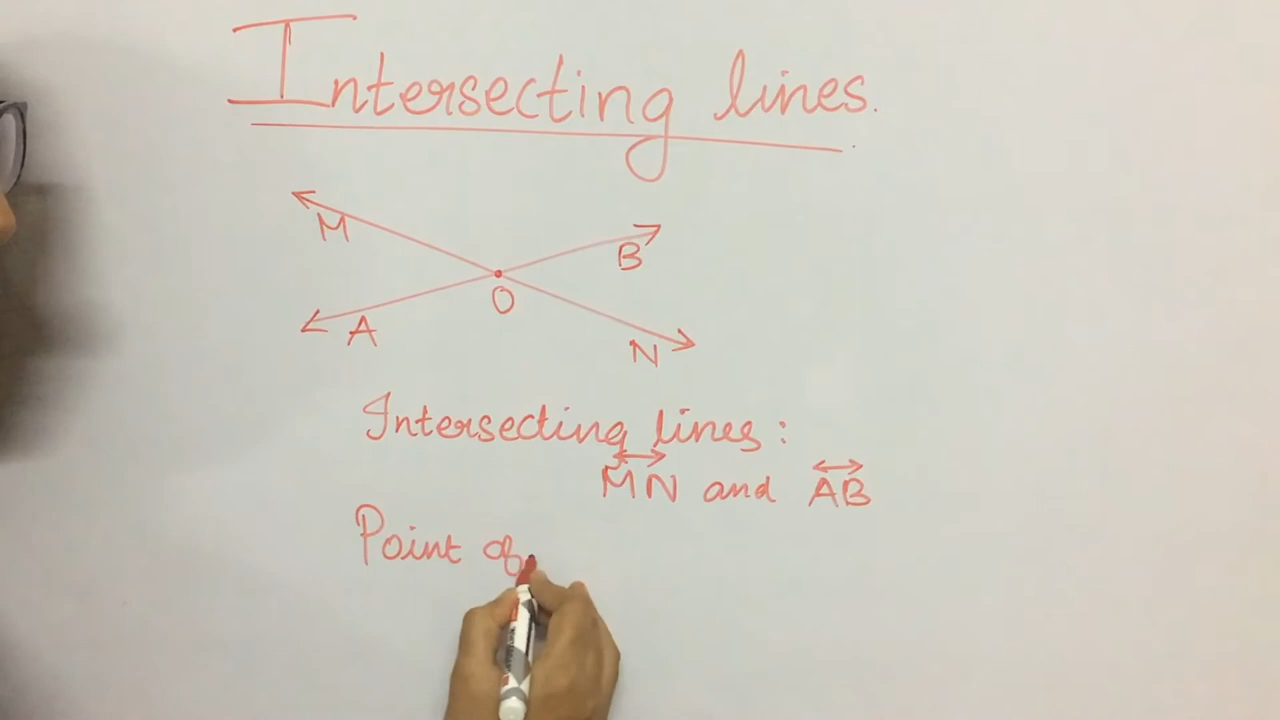 Intersecting lines.
M
B
O
A
N
Intersecting lines:
MN and AB
Point of